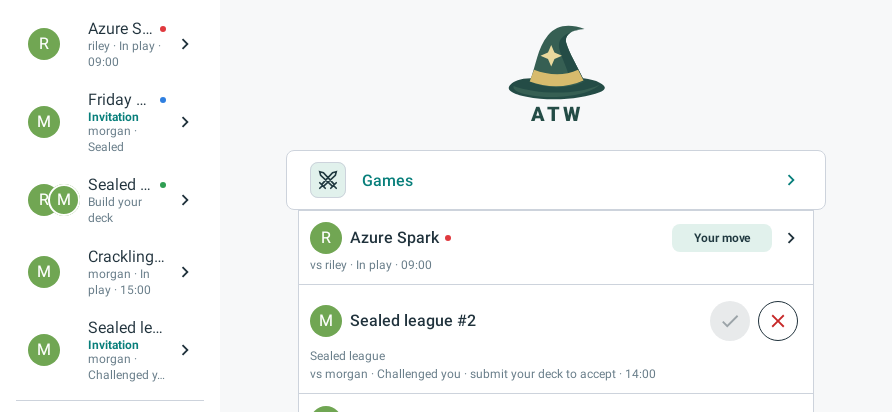 R
Azure S…
riley · In play ·
09:00
M
Friday …
Invitation
morgan ·
Sealed
R M
Sealed …
Build your
deck
M
Crackling…
morgan · In
play · 15:00
M
Sealed le…
Invitation
morgan ·
Challenged y…
ATW
Games
R Azure Spark
Your move
vs riley · In play · 09:00
M Sealed league #2
Sealed league
vs morgan · Challenged you · submit your deck to accept · 14:00